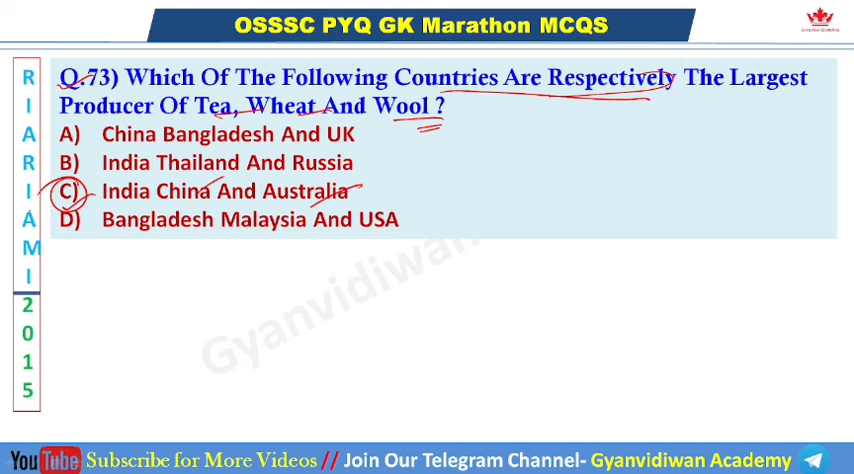 OSSSC PYQ GK Marathon MCQS
GYANVIDIWAN
R
I
A
R
I
A
M
I
2
0
1
5
Q.73) Which Of The Following Countries Are Respectively The Largest
Producer Of Tea, Wheat And Wool ?
A) China Bangladesh And UK
B) India Thailand And Russia
C) India China And Australia
D) Bangladesh Malaysia And USA
Gyanvidiwan
YouTube Subscribe for More Videos // Join Our Telegram Channel- Gyanvidiwan Academy